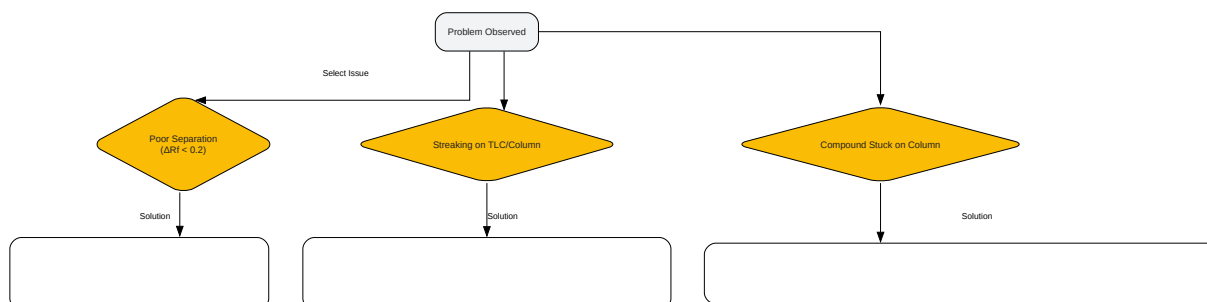 Problem Observed
Select Issue
Poor Separation
(ΔRf < 0.2)
Streaking on TLC/Column
Compound Stuck on Column
Solution
Solution
Solution